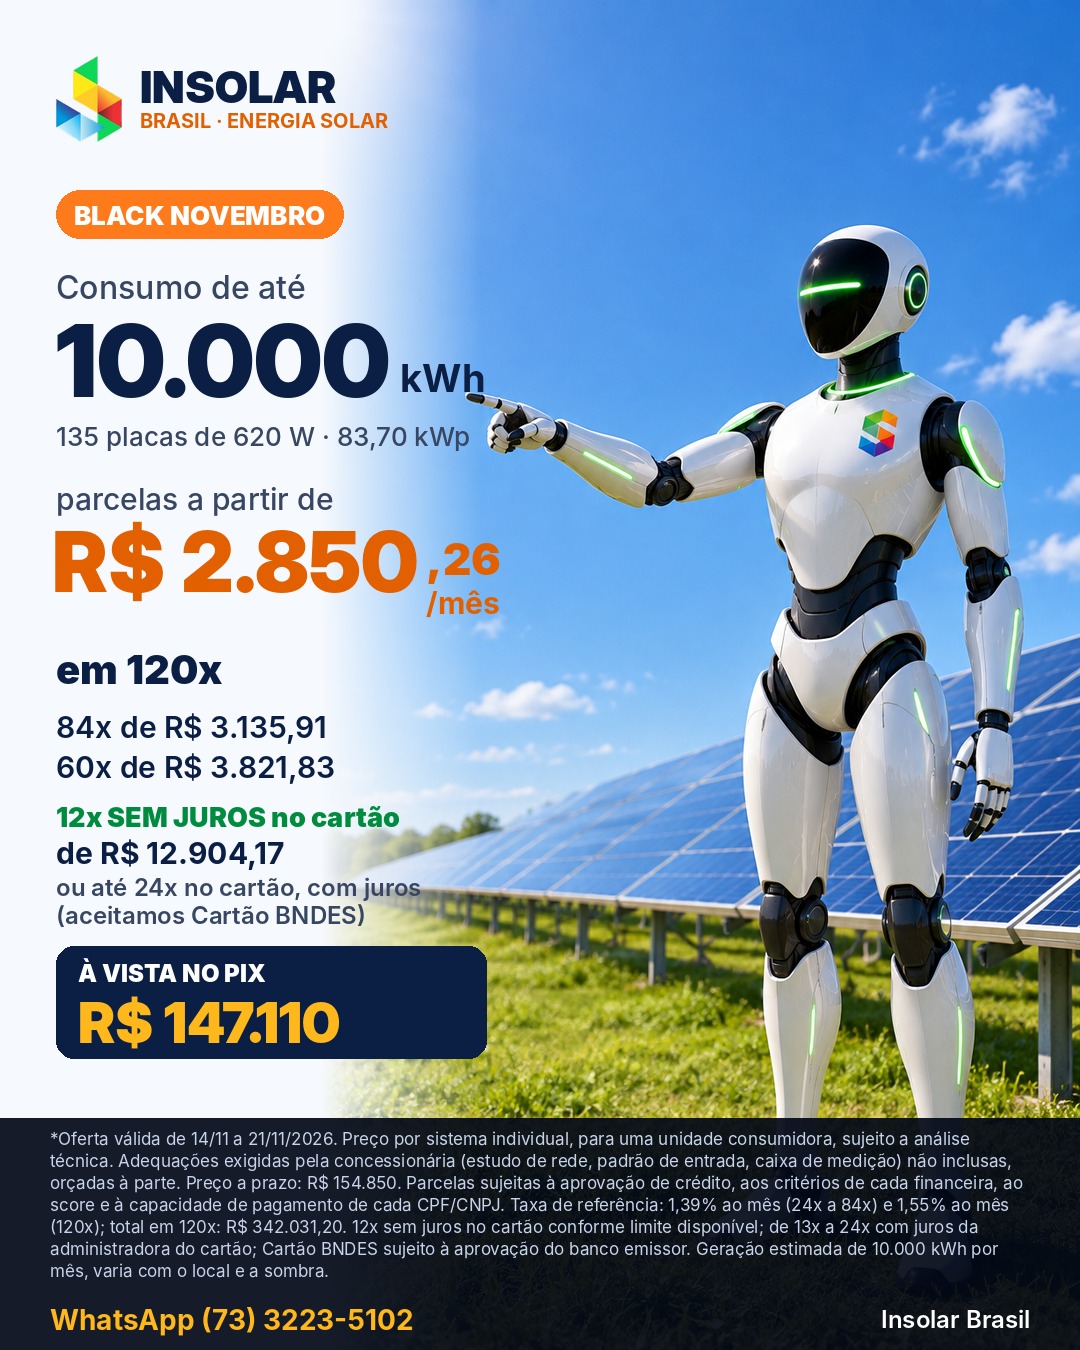 INSOLAR
BRASIL · ENERGIA SOLAR
BLACK NOVEMBRO
Consumo de até
10.000 kWh
135 placas de 620 W · 83,70 kWp
parcelas a partir de
R$ 2.850,26
/mês
em 120x
84x de R$ 3.135,91
60x de R$ 3.821,83
12x SEM JUROS no cartão
de R$ 12.904,17
ou até 24x no cartão, com juros
(aceitamos Cartão BNDES)
À VISTA NO PIX
R$ 147.110
*Oferta válida de 14/11 a 21/11/2026. Preço por sistema individual, para uma unidade consumidora, sujeito a análise
técnica. Adequações exigidas pela concessionária (estudo de rede, padrão de entrada, caixa de medição) não inclusas,
orçadas à parte. Preço a prazo: R$ 154.850. Parcelas sujeitas à aprovação de crédito, aos critérios de cada financeira, ao
score e à capacidade de pagamento de cada CPF/CNPJ. Taxa de referência: 1,39% ao mês (24x a 84x) e 1,55% ao mês
(120x); total em 120x: R$ 342.031,20. 12x sem juros no cartão conforme limite disponível; de 13x a 24x com juros da
administradora do cartão; Cartão BNDES sujeito à aprovação do banco emissor. Geração estimada de 10.000 kWh por
mês, varia com o local e a sombra.
WhatsApp (73) 3223-5102
Insolar Brasil